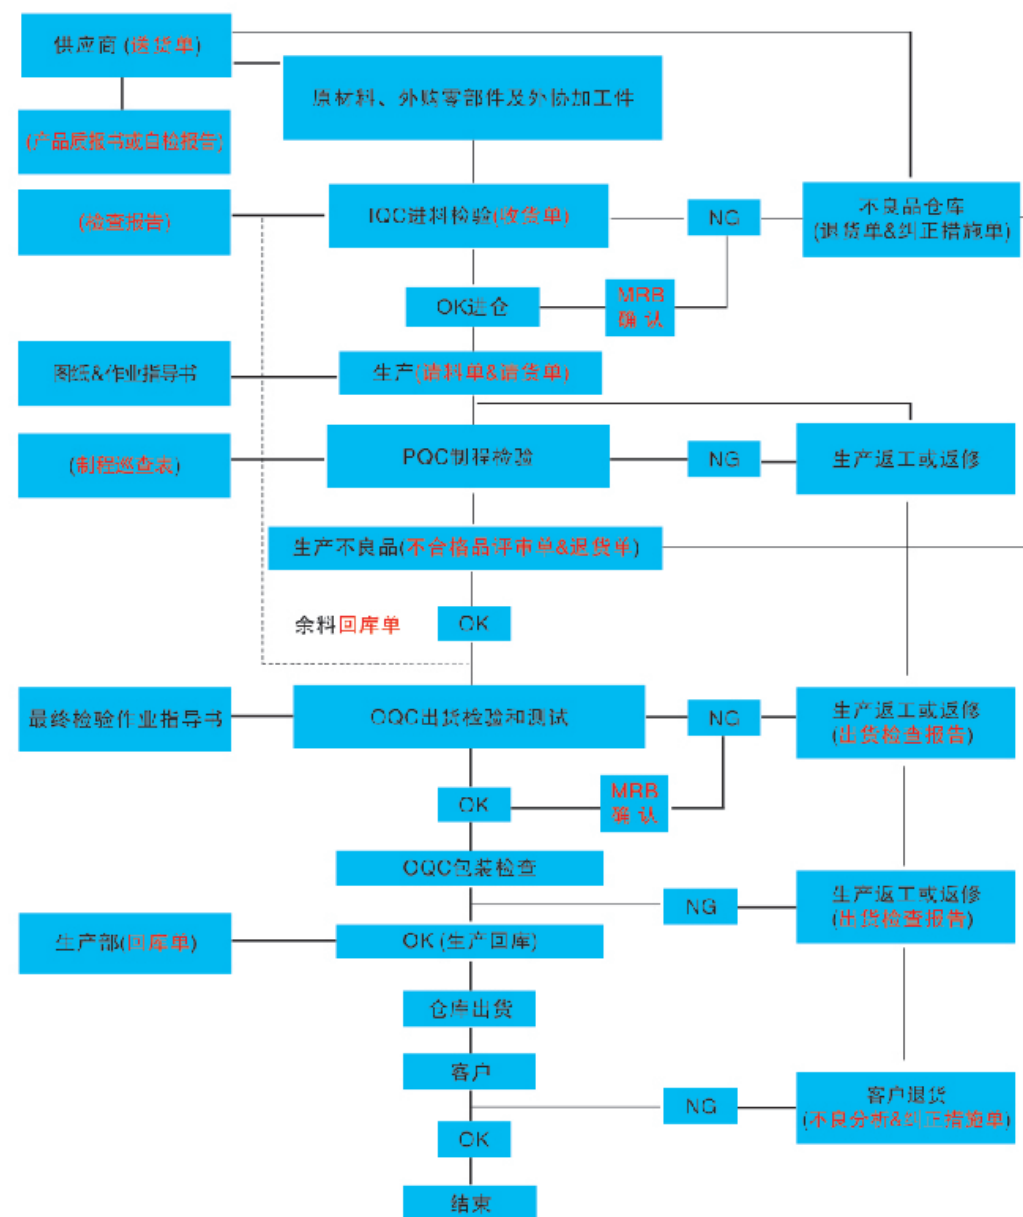 供应商 (送货单)
原材料、外购零部件及外协加工件
(产品质报书或自检报告)
(检查报告)
IQC进料检验(收货单)
NG
不良品仓库
(退货单&纠正措施单)
OK进仓
MRB
确 认
图纸&作业指导书
生产(请料单&请货单)
(制程巡查表)
PQC制程检验
NG
生产返工或返修
生产不良品(不合格品评审单&退货单)
余料回库单
OK
最终检验作业指导书
OQC出货检验和测试
NG
生产返工或返修
(出货检查报告)
OK
MRB
确 认
OQC包装检查
NG
生产返工或返修
(出货检查报告)
生产部(回库单)
OK (生产回库)
仓库出货
客户
NG
客户退货
(不良分析&纠正措施单)
OK
结束